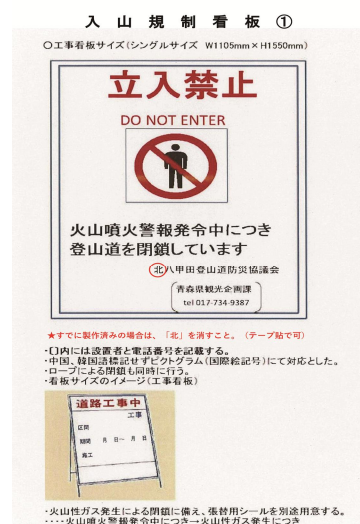 入山規制看板①
〇工事看板サイズ(シングルサイズ W1105mm×H1550mm)
立入禁止
DO NOT ENTER
火山噴火警報発令中につき
登山道を閉鎖しています
北八甲田登山道防災協議会
青森県観光企画課
tel 017-734-9387
★すでに製作済みの場合は、「北」を消すこと。(テープ貼で可)
・〔〕内には設置者と電話番号を記載する。
・中国、韓国語標記せずピクトグラム(国際絵記号)にて対応とした。
・ロープによる閉鎖も同時に行う。
・看板サイズのイメージ(工事看板)
道路工事中
工事
区間
期間 月 日~ 月 日
施工
・火山性ガス発生による閉鎖に備え、張替用シールを別途用意する。
・・・・火山噴火警報発令中につき→火山性ガス発生につき